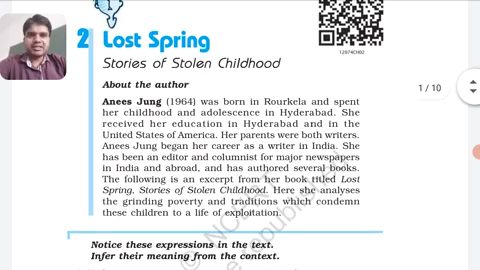 1
2 Lost Spring
Stories of Stolen Childhood
12074CH02
About the author
1 / 10
Anees Jung (1964) was born in Rourkela and spent
her childhood and adolescence in Hyderabad. She
received her education in Hyderabad and in the
United States of America. Her parents were both writers.
Anees Jung began her career as a writer in India. She
has been an editor and columnist for major newspapers
in India and abroad, and has authored several books.
The following is an excerpt from her book titled Lost
Spring, Stories of Stolen Childhood. Here she analyses
the grinding poverty and traditions which condemn
these children to a life of exploitation.
Notice these expressions in the text.
Infer their meaning from the context.